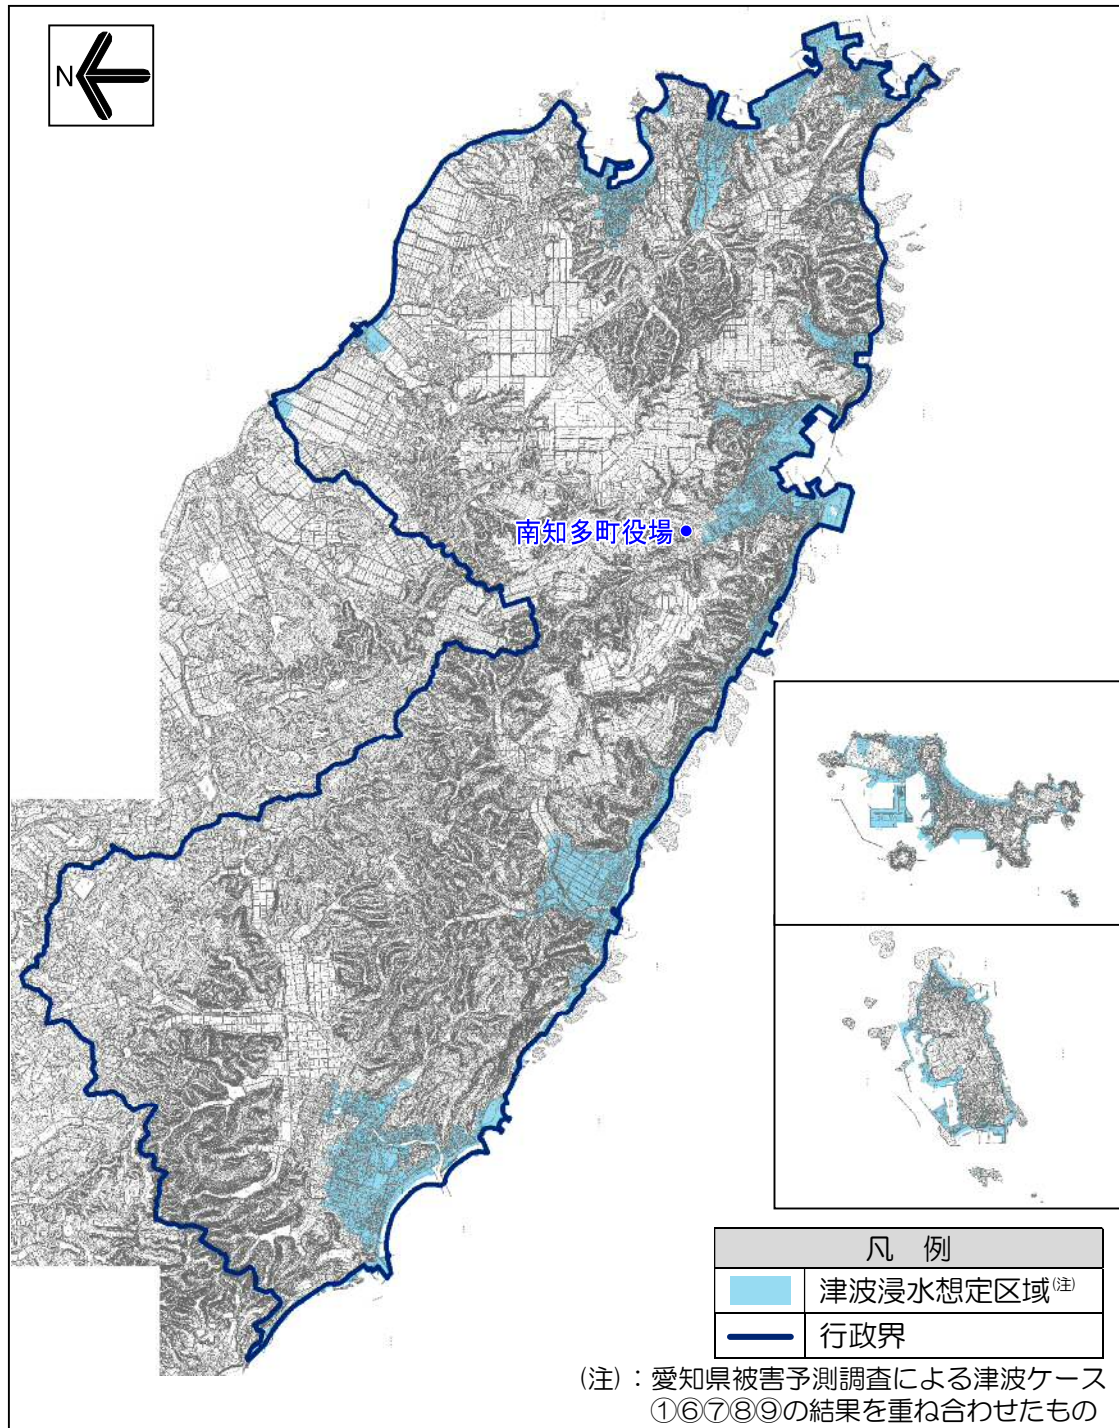 N
南知多町役場
凡 例
津波浸水想定区域(注)
行政界
(注)：愛知県被害予測調査による津波ケース
①⑥⑦⑧⑨の結果を重ね合わせたもの